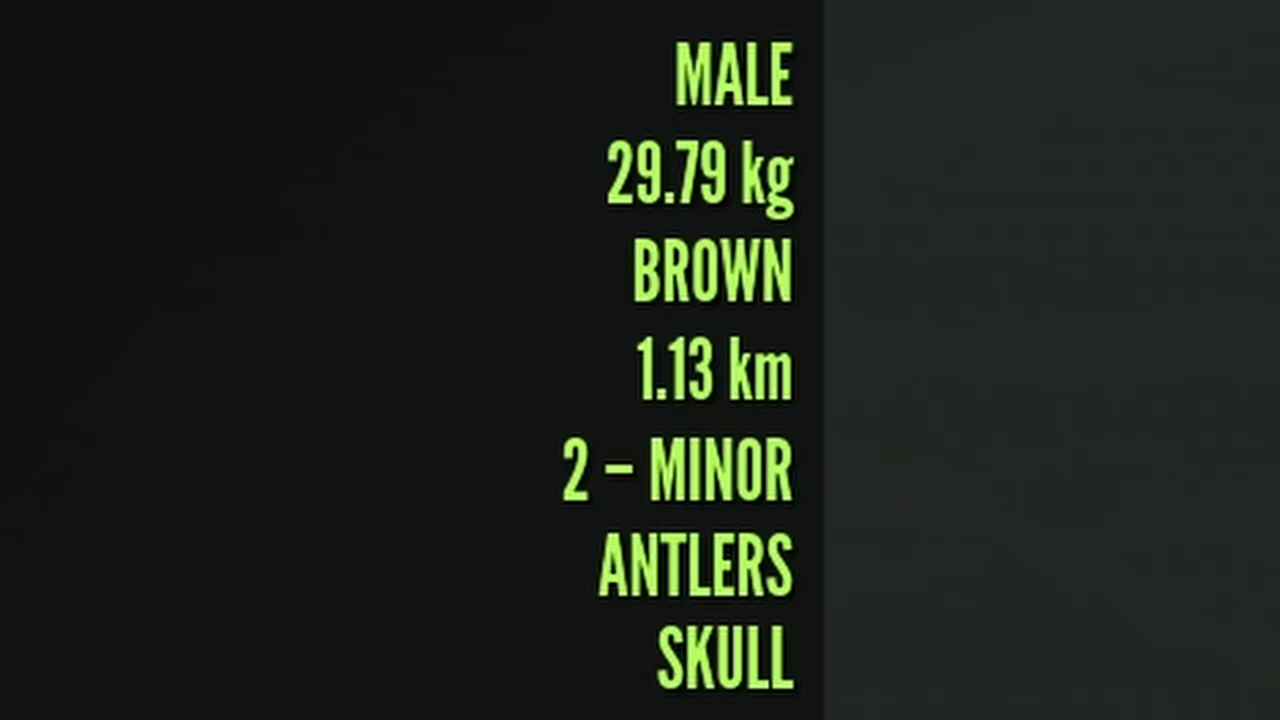 MALE
29.79 kg
BROWN
1.13 km
2 – MINOR
ANTLERS
SKULL